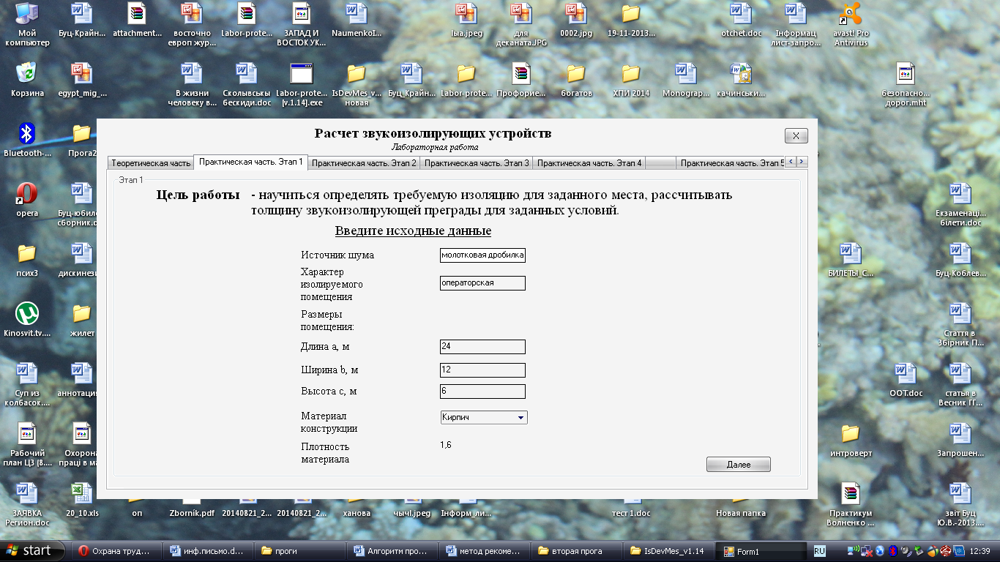 Мой компьютер
Буц-Крайн...
attachment...
восточно европ жур...
Labor-prote...
ЗАПАД И ВОСТОК УК...
NaumenkoI...
lыa.jpeg
для деканата.JPG
0002.jpg
19-11-2013...
otchet.doc
Інформац лист-запро...
avast! Pro Antivirus
Корзина
egypt_mig_...
В жизни человеку в...
Сколывськы бескиди.doc
Labor-prote... [v.1.14].exe
IsDevMes_v... новая
Буц_Крайн...
Labor-prote...
Профорие...
богатов
ХПИ 2014
Monograp...
качинськи...
безопасно... дорог.mht
Bluetooth-...
Прога2
Расчет звукоизолирующих устройств
X
Лабораторная работа
Теоретическая часть
Практическая часть. Этап 1
Практическая часть. Этап 2
Практическая часть. Этап 3
Практическая часть. Этап 4
Практическая часть. Этап 5
Этап 1
Цель работы - научиться определять требуемую изоляцию для заданного места, рассчитывать
толщину звукоизолирующей преграды для заданных условий.
Введите исходные данные
Источник шума
молотковая дробилка
Характер
изолируемого
помещения
операторская
Размеры
помещения:
Длина a, м
24
Ширина b, м
12
Высота c, м
6
Материал
конструкции
Кирпич
Плотность
материала
1,6
Далее
opera
Буц-юбил сборник.d
Екзаменаці... білети.doc
псих3
дискинези
БИЛЕТЫ_С...
Буц-Коблев...
Kinosvit.tv....
жилет
Стаття в Збірник П...
Суп из колбасок....
аннотация
ООТ.doc
статья в Весник ГГ...
Рабочий план ЦЗ (8....
Охорона праці в ма
интроверт
Запрошен...
ЗАЯВКА Регион.doc
20_10.xls
оп
Zbornik.pdf
20140821_2...
20140821_2...
ханова
чычl.jpeg
Інформ_ли...
тест 1.doc
Новая папка
Практикум Волненко ...
звіт Буц Ю.В.-2013....
start
Охрана труд...
инф.письмо.d...
проги
Алгоритм про...
метод рекоме...
вторая прога
IsDevMes_v1.14
Form1
RU
12:39